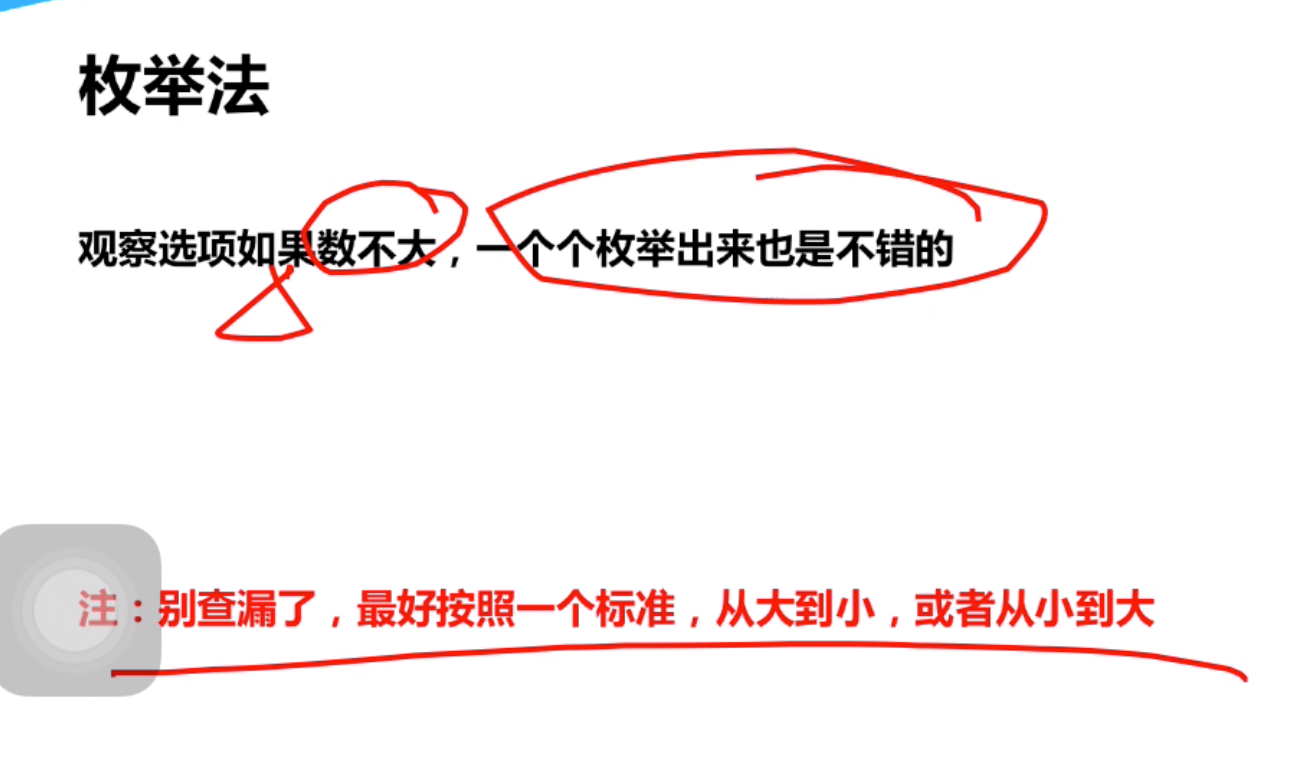 枚举法
观察选项如果数不大，一个个枚举出来也是不错的
注：别查漏了，最好按照一个标准，从大到小，或者从小到大